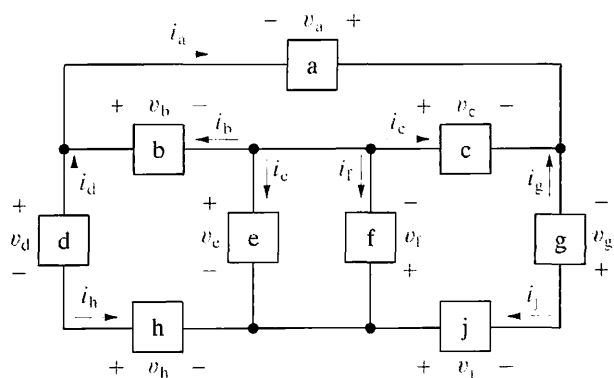 i_a
− v_a +
a
+ v_b − i_b
i_c + v_c −
b
c
i_d
i_e
i_f
i_g
+ v_d −
d
+ v_e −
e
f
− v_f +
g
− v_g +
i_h
h
j
i_j
+ v_h −
+ v_j −